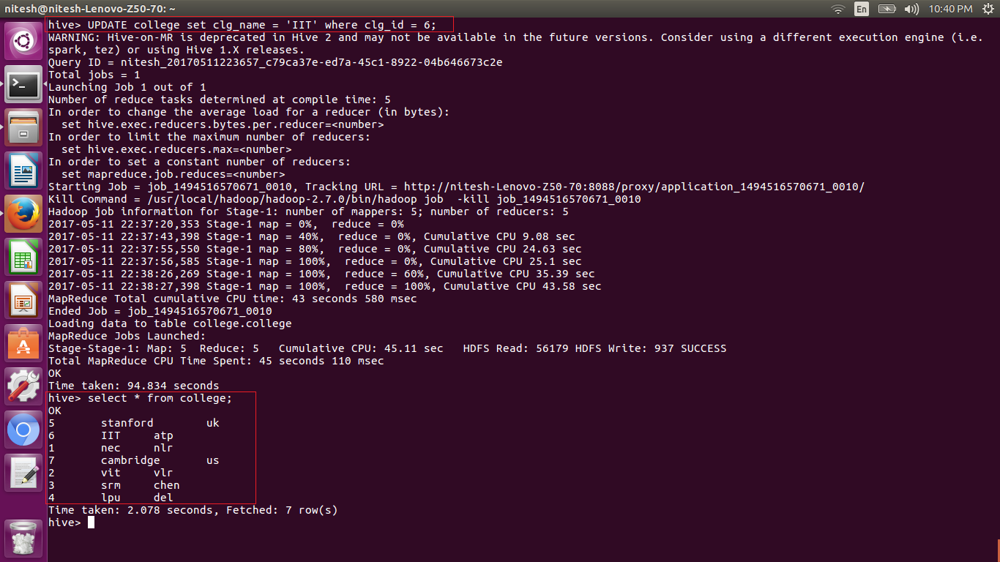 nitesh@nitesh-Lenovo-Z50-70: ~
En
10:40 PM
hive> UPDATE college set clg_name = 'IIT' where clg_id = 6;
WARNING: Hive-on-MR is deprecated in Hive 2 and may not be available in the future versions. Consider using a different execution engine (i.e.
spark, tez) or using Hive 1.X releases.
Query ID = nitesh_20170511223657_c79ca37e-ed7a-45c1-8922-04b646673c2e
Total jobs = 1
Launching Job 1 out of 1
Number of reduce tasks determined at compile time: 5
In order to change the average load for a reducer (in bytes):
  set hive.exec.reducers.bytes.per.reducer=<number>
In order to limit the maximum number of reducers:
  set hive.exec.reducers.max=<number>
In order to set a constant number of reducers:
  set mapreduce.job.reduces=<number>
Starting Job = job_1494516570671_0010, Tracking URL = http://nitesh-Lenovo-Z50-70:8088/proxy/application_1494516570671_0010/
Kill Command = /usr/local/hadoop/hadoop-2.7.0/bin/hadoop job  -kill job_1494516570671_0010
Hadoop job information for Stage-1: number of mappers: 5; number of reducers: 5
2017-05-11 22:37:20,353 Stage-1 map = 0%,  reduce = 0%
2017-05-11 22:37:43,398 Stage-1 map = 40%,  reduce = 0%, Cumulative CPU 9.08 sec
2017-05-11 22:37:55,550 Stage-1 map = 80%,  reduce = 0%, Cumulative CPU 24.63 sec
2017-05-11 22:37:56,585 Stage-1 map = 100%,  reduce = 0%, Cumulative CPU 25.1 sec
2017-05-11 22:38:26,269 Stage-1 map = 100%,  reduce = 60%, Cumulative CPU 35.39 sec
2017-05-11 22:38:27,398 Stage-1 map = 100%,  reduce = 100%, Cumulative CPU 43.58 sec
MapReduce Total cumulative CPU time: 43 seconds 580 msec
Ended Job = job_1494516570671_0010
Loading data to table college.college
MapReduce Jobs Launched:
Stage-Stage-1: Map: 5  Reduce: 5   Cumulative CPU: 45.11 sec   HDFS Read: 56179 HDFS Write: 937 SUCCESS
Total MapReduce CPU Time Spent: 45 seconds 110 msec
OK
Time taken: 94.834 seconds
hive> select * from college;
OK
5	stanford	uk
6	IIT	atp
1	nec	nlr
7	cambridge	us
2	vit	vlr
3	srm	chen
4	lpu	del
Time taken: 2.078 seconds, Fetched: 7 row(s)
hive>